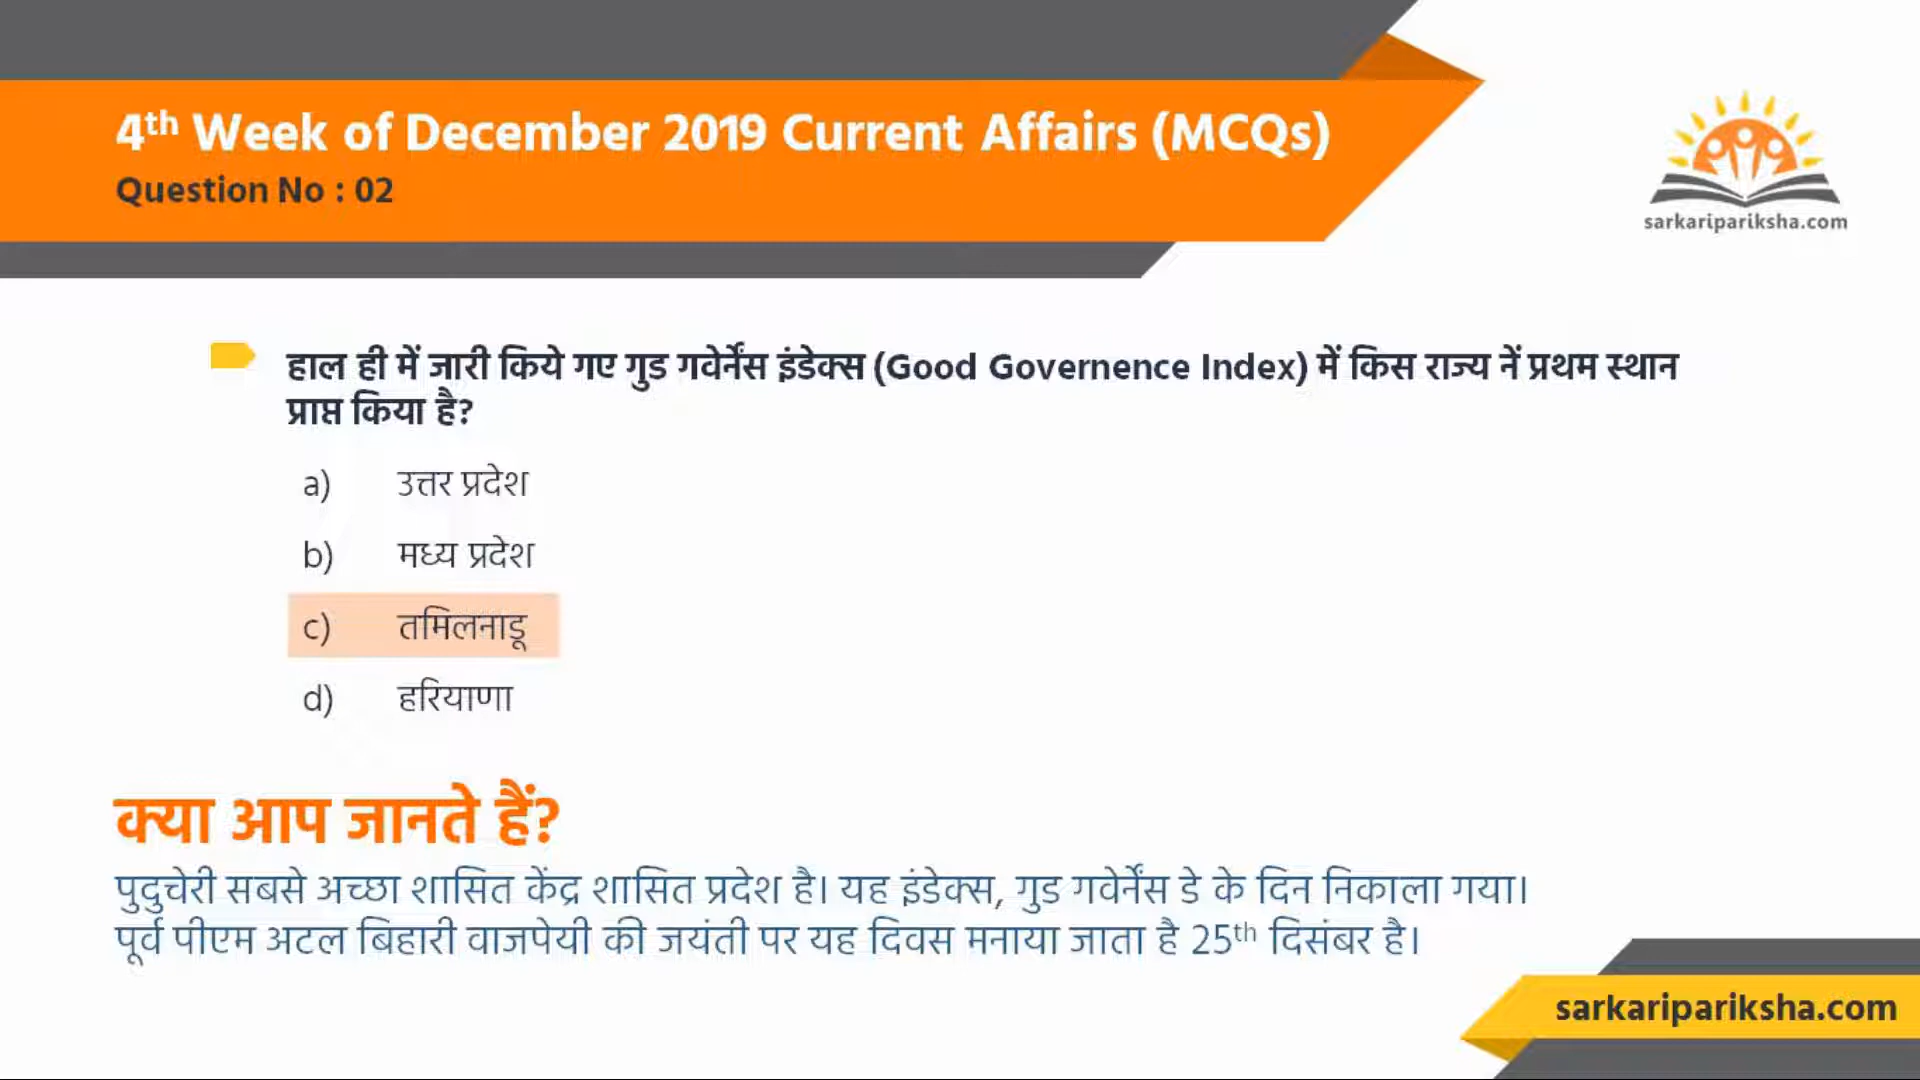 4th Week of December 2019 Current Affairs (MCQs)
Question No : 02
sarkaripariksha.com
हाल ही में जारी किये गए गुड गवेर्नेंस इंडेक्स (Good Governence Index) में किस राज्य नें प्रथम स्थान
प्राप्त किया है?
a) उत्तर प्रदेश
b) मध्य प्रदेश
c) तमिलनाडू
d) हरियाणा
क्या आप जानते हैं?
पुदुचेरी सबसे अच्छा शासित केंद्र शासित प्रदेश है। यह इंडेक्स, गुड गवेर्नेंस डे के दिन निकाला गया।
पूर्व पीएम अटल बिहारी वाजपेयी की जयंती पर यह दिवस मनाया जाता है 25th दिसंबर है।
sarkaripariksha.com